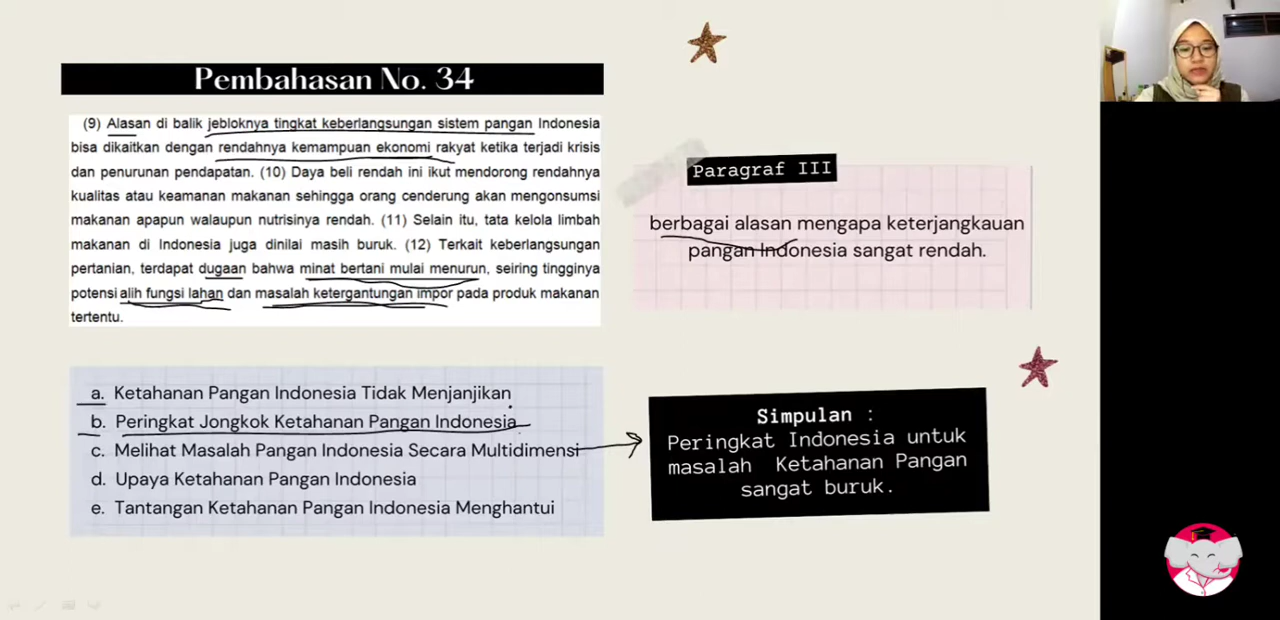 Pembahasan No. 34
(9) Alasan di balik jebloknya tingkat keberlangsungan sistem pangan Indonesia
bisa dikaitkan dengan rendahnya kemampuan ekonomi rakyat ketika terjadi krisis
dan penurunan pendapatan. (10) Daya beli rendah ini ikut mendorong rendahnya
kualitas atau keamanan makanan sehingga orang cenderung akan mengonsumsi
makanan apapun walaupun nutrisinya rendah. (11) Selain itu, tata kelola limbah
makanan di Indonesia juga dinilai masih buruk. (12) Terkait keberlangsungan
pertanian, terdapat dugaan bahwa minat bertani mulai menurun, seiring tingginya
potensi alih fungsi lahan dan masalah ketergantungan impor pada produk makanan
tertentu.
Paragraf III
berbagai alasan mengapa keterjangkauan
pangan Indonesia sangat rendah.
a. Ketahanan Pangan Indonesia Tidak Menjanjikan
b. Peringkat Jongkok Ketahanan Pangan Indonesia
c. Melihat Masalah Pangan Indonesia Secara Multidimensi
d. Upaya Ketahanan Pangan Indonesia
e. Tantangan Ketahanan Pangan Indonesia Menghantui
Simpulan :
Peringkat Indonesia untuk
masalah Ketahanan Pangan
sangat buruk.